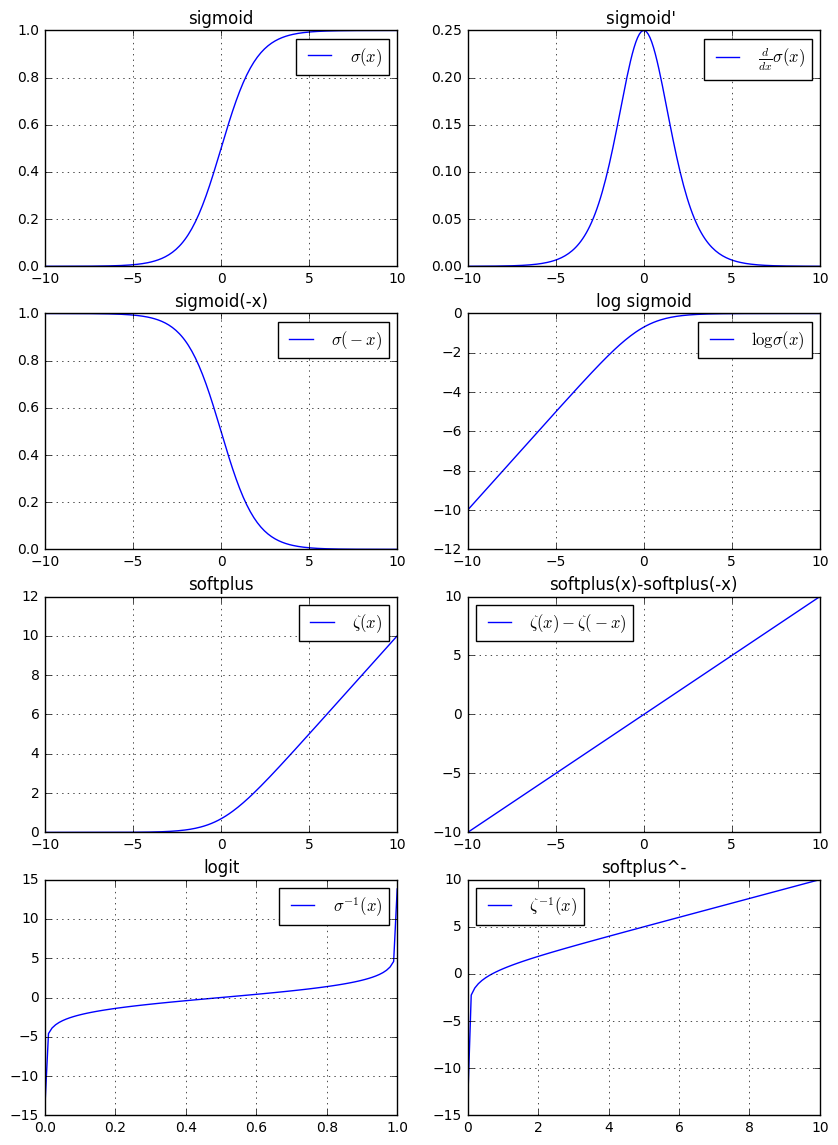 sigmoid
σ(x)
1.0
0.8
0.6
0.4
0.2
0.0
−10 −5 0 5 10
sigmoid'
d/dx σ(x)
0.25
0.20
0.15
0.10
0.05
0.00
−10 −5 0 5 10
sigmoid(-x)
σ(−x)
1.0
0.8
0.6
0.4
0.2
0.0
−10 −5 0 5 10
log sigmoid
logσ(x)
0
−2
−4
−6
−8
−10
−12
−10 −5 0 5 10
softplus
ζ(x)
12
10
8
6
4
2
0
−10 −5 0 5 10
softplus(x)-softplus(-x)
ζ(x)−ζ(−x)
10
5
0
−5
−10
−10 −5 0 5 10
logit
σ⁻¹(x)
15
10
5
0
−5
−10
−15
0.0 0.2 0.4 0.6 0.8 1.0
softplus^-
ζ⁻¹(x)
10
5
0
−5
−10
−15
0 2 4 6 8 10